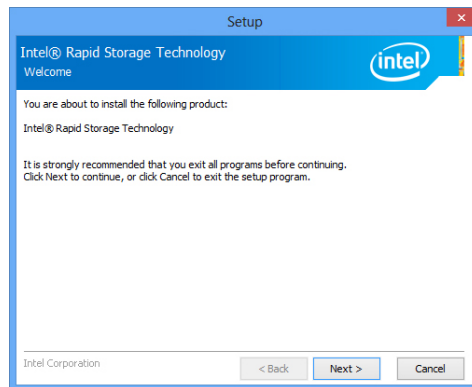 Setup
Intel® Rapid Storage Technology
Welcome
intel
You are about to install the following product:
Intel® Rapid Storage Technology
It is strongly recommended that you exit all programs before continuing.
Click Next to continue, or click Cancel to exit the setup program.
Intel Corporation
< Back
Next >
Cancel